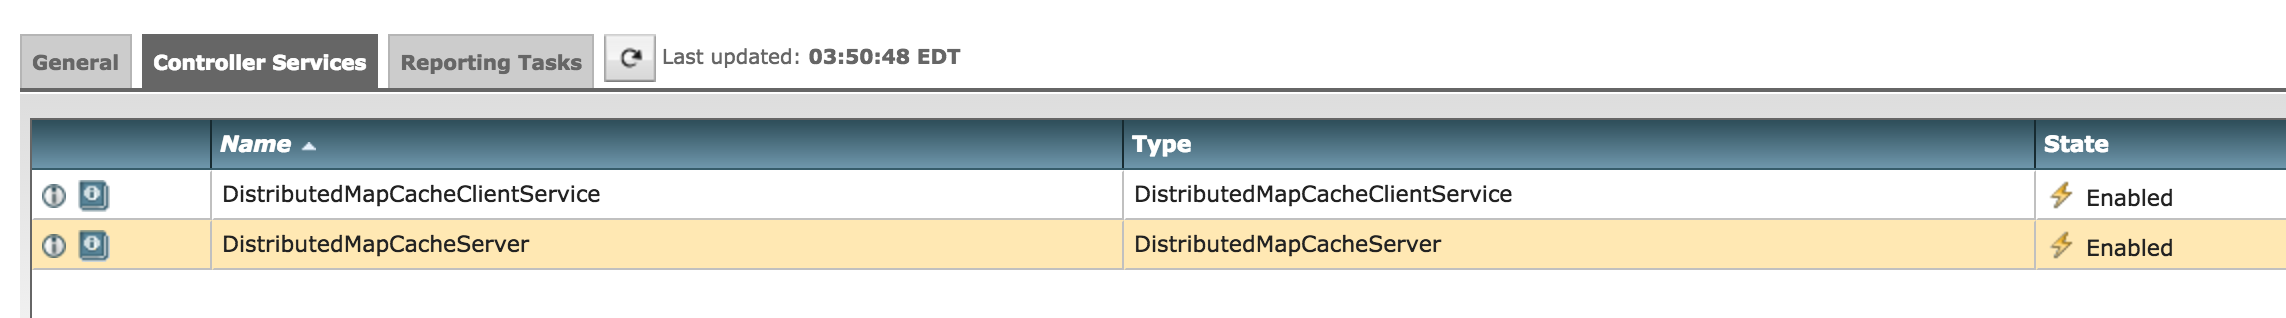 General Controller Services Reporting Tasks Last updated: 03:50:48 EDT
Name Type State
DistributedMapCacheClientService DistributedMapCacheClientService Enabled
DistributedMapCacheServer DistributedMapCacheServer Enabled